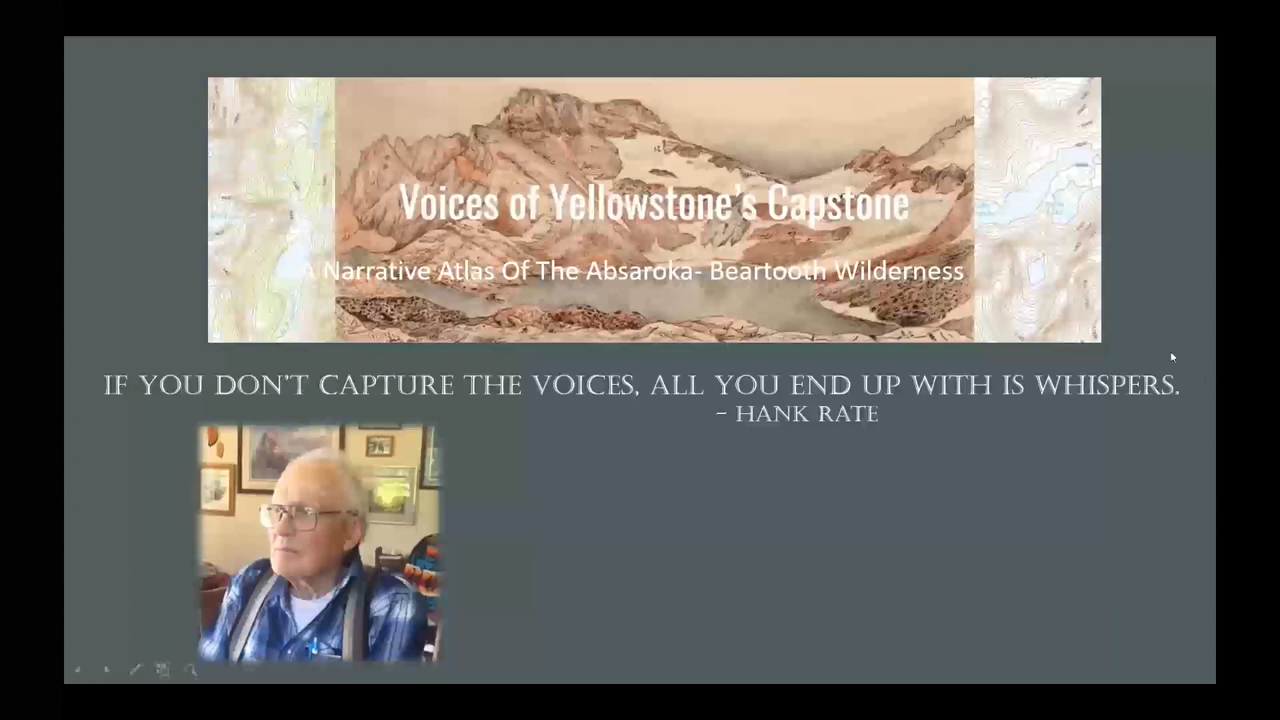 Voices of Yellowstone's Capstone
A Narrative Atlas Of The Absaroka- Beartooth Wilderness
IF YOU DON'T CAPTURE THE VOICES, ALL YOU END UP WITH IS WHISPERS.
- HANK RATE